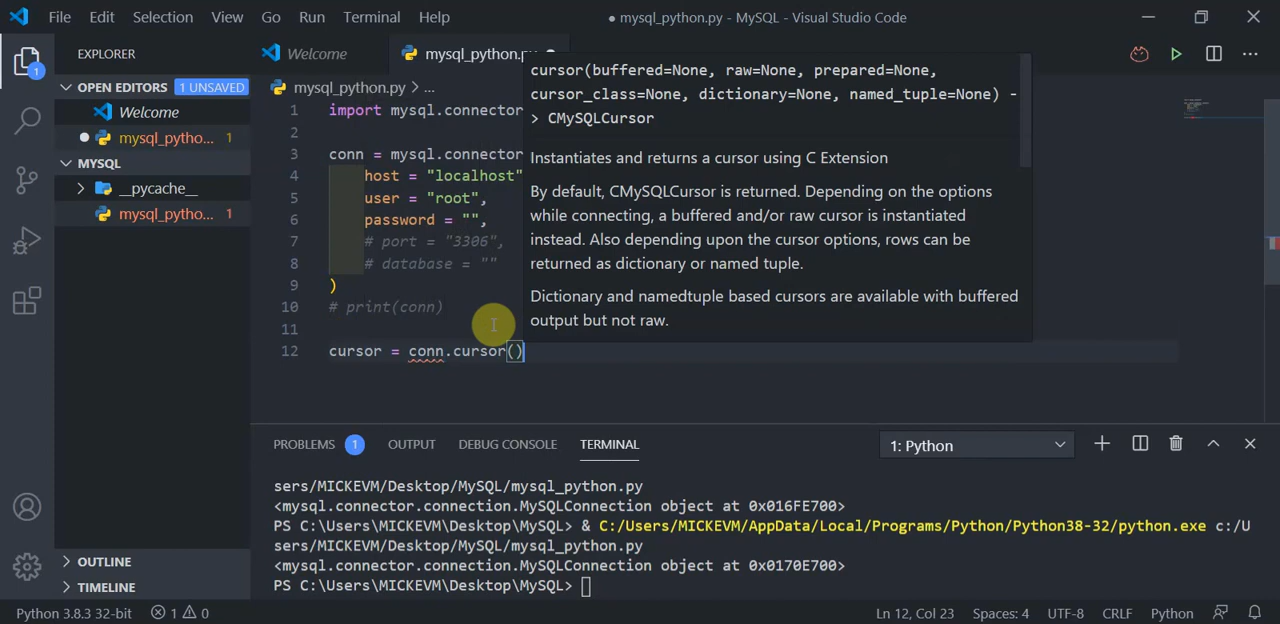 File Edit Selection View Go Run Terminal Help
● mysql_python.py - MySQL - Visual Studio Code
EXPLORER
OPEN EDITORS 1 UNSAVED
Welcome
mysql_pytho... 1
MYSQL
__pycache__
mysql_pytho... 1
OUTLINE
TIMELINE
1
Welcome
mysql_python.p
mysql_python.py > ...
1 import mysql.connector
2
3 conn = mysql.connector
4 host = "localhost"
5 user = "root",
6 password = "",
7 # port = "3306",
8 # database = ""
9 )
10 # print(conn)
11
12 cursor = conn.cursor()
cursor(buffered=None, raw=None, prepared=None,
cursor_class=None, dictionary=None, named_tuple=None) -
> CMySQLCursor
Instantiates and returns a cursor using C Extension
By default, CMySQLCursor is returned. Depending on the options
while connecting, a buffered and/or raw cursor is instantiated
instead. Also depending upon the cursor options, rows can be
returned as dictionary or named tuple.
Dictionary and namedtuple based cursors are available with buffered
output but not raw.
PROBLEMS 1 OUTPUT DEBUG CONSOLE TERMINAL
1: Python
sers/MICKEVM/Desktop/MySQL/mysql_python.py
<mysql.connector.connection.MySQLConnection object at 0x016FE700>
PS C:\Users\MICKEVM\Desktop\MySQL> & C:/Users/MICKEVM/AppData/Local/Programs/Python/Python38-32/python.exe c:/U
sers/MICKEVM/Desktop/MySQL/mysql_python.py
<mysql.connector.connection.MySQLConnection object at 0x0170E700>
PS C:\Users\MICKEVM\Desktop\MySQL>
Python 3.8.3 32-bit 1 0
Ln 12, Col 23 Spaces: 4 UTF-8 CRLF Python